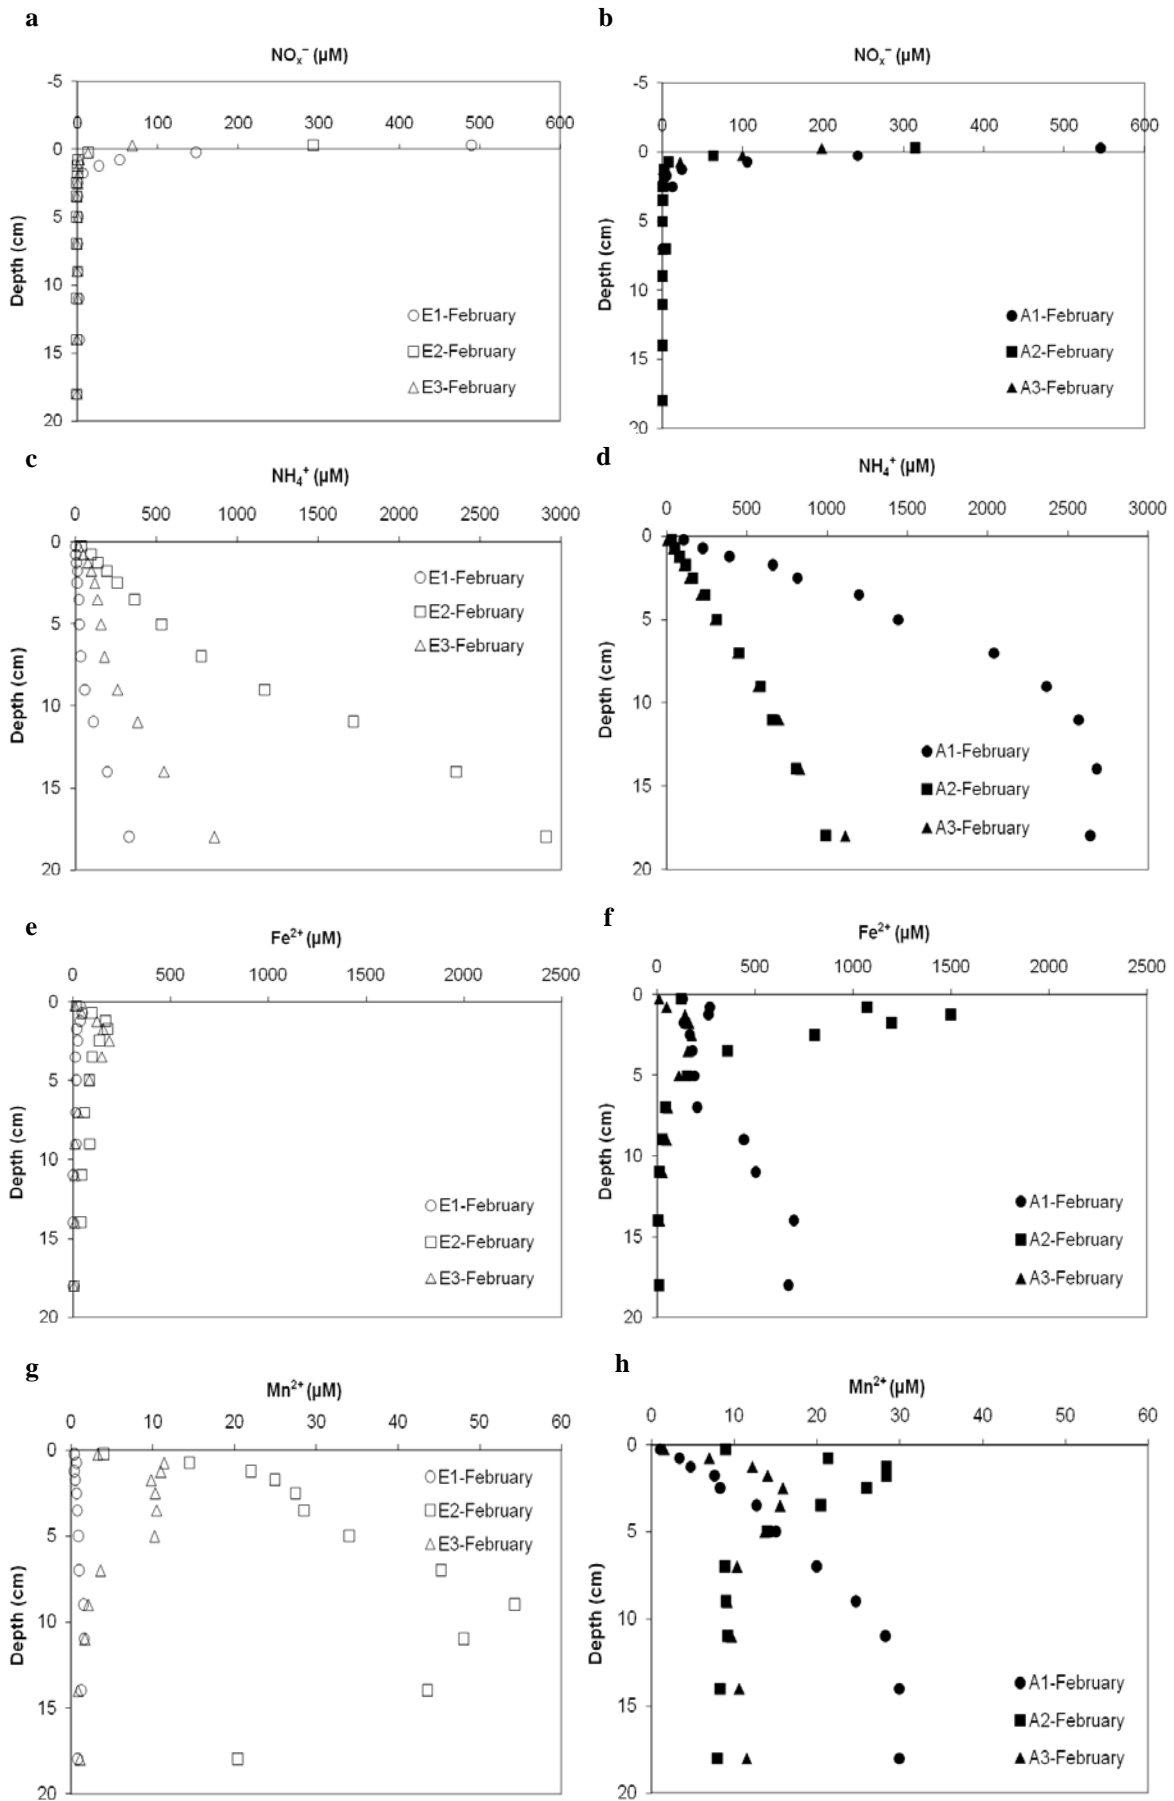 a
NOₓ⁻ (µM)
-5
0 100 200 300 400 500 600
0
5
10
15
20
Depth (cm)
E1-February
E2-February
E3-February
b
NOₓ⁻ (µM)
-5
0 100 200 300 400 500 600
0
5
10
15
20
Depth (cm)
A1-February
A2-February
A3-February
c
NH₄⁺ (µM)
0 500 1000 1500 2000 2500 3000
0
5
10
15
20
Depth (cm)
E1-February
E2-February
E3-February
d
NH₄⁺ (µM)
0 500 1000 1500 2000 2500 3000
0
5
10
15
20
Depth (cm)
A1-February
A2-February
A3-February
e
Fe²⁺ (µM)
0 500 1000 1500 2000 2500
0
5
10
15
20
Depth (cm)
E1-February
E2-February
E3-February
f
Fe²⁺ (µM)
0 500 1000 1500 2000 2500
0
5
10
15
20
Depth (cm)
A1-February
A2-February
A3-February
g
Mn²⁺ (µM)
0 10 20 30 40 50 60
0
5
10
15
20
Depth (cm)
E1-February
E2-February
E3-February
h
Mn²⁺ (µM)
0 10 20 30 40 50 60
0
5
10
15
20
Depth (cm)
A1-February
A2-February
A3-February